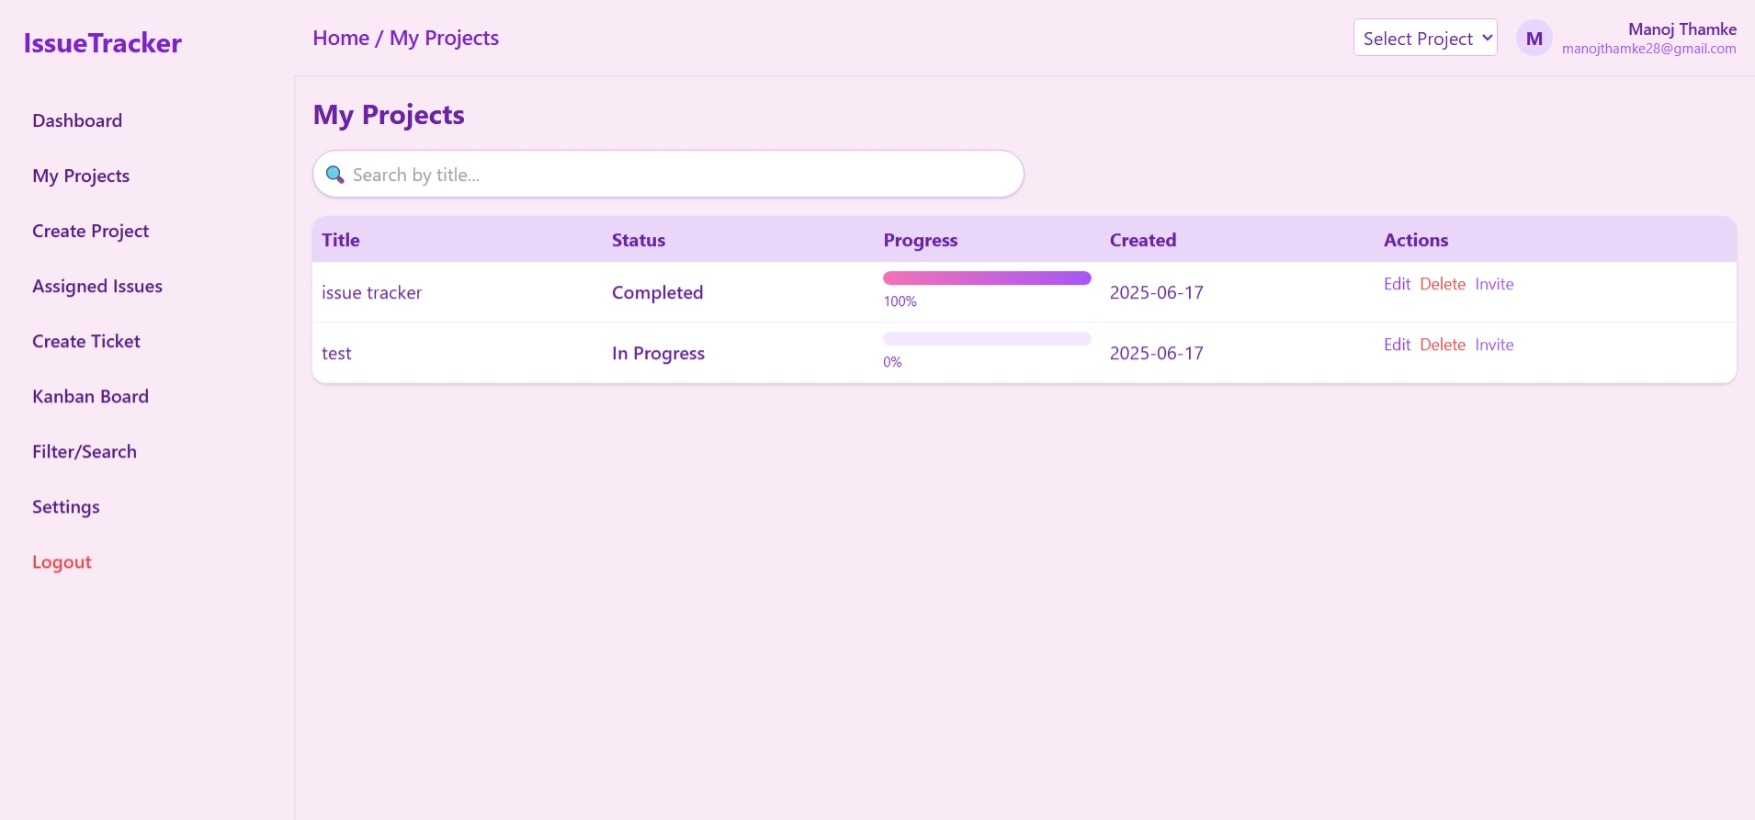 IssueTracker
Home / My Projects
Select Project
M
Manoj Thamke
manojthamke28@gmail.com
Dashboard
My Projects
Create Project
Assigned Issues
Create Ticket
Kanban Board
Filter/Search
Settings
Logout
My Projects
Search by title...
Title Status Progress Created Actions
issue tracker Completed 100% 2025-06-17 Edit Delete Invite
test In Progress 0% 2025-06-17 Edit Delete Invite